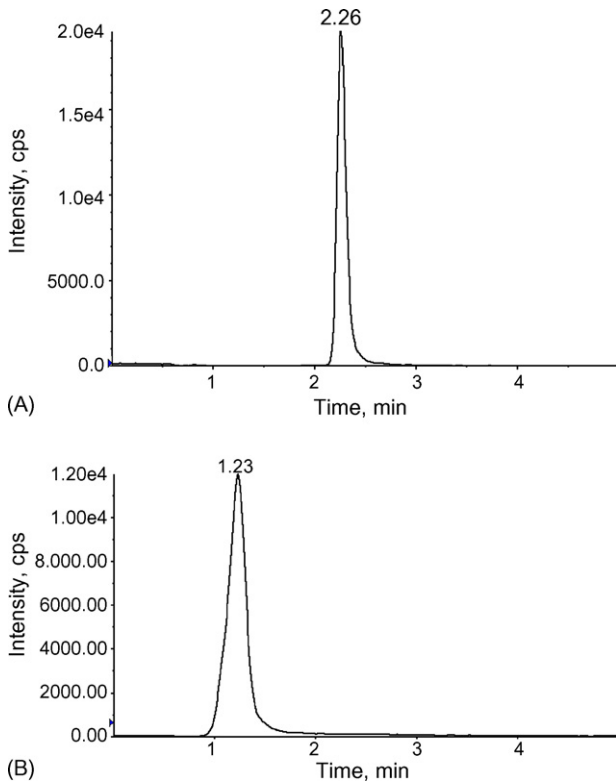 2.26
2.0e4
1.5e4
1.0e4
5000.0
0.0
Intensity, cps
1 2 3 4
Time, min
(A)
1.23
1.20e4
1.00e4
8.000.00
6000.00
4000.00
2000.00
0.00
Intensity, cps
1 2 3 4
Time, min
(B)